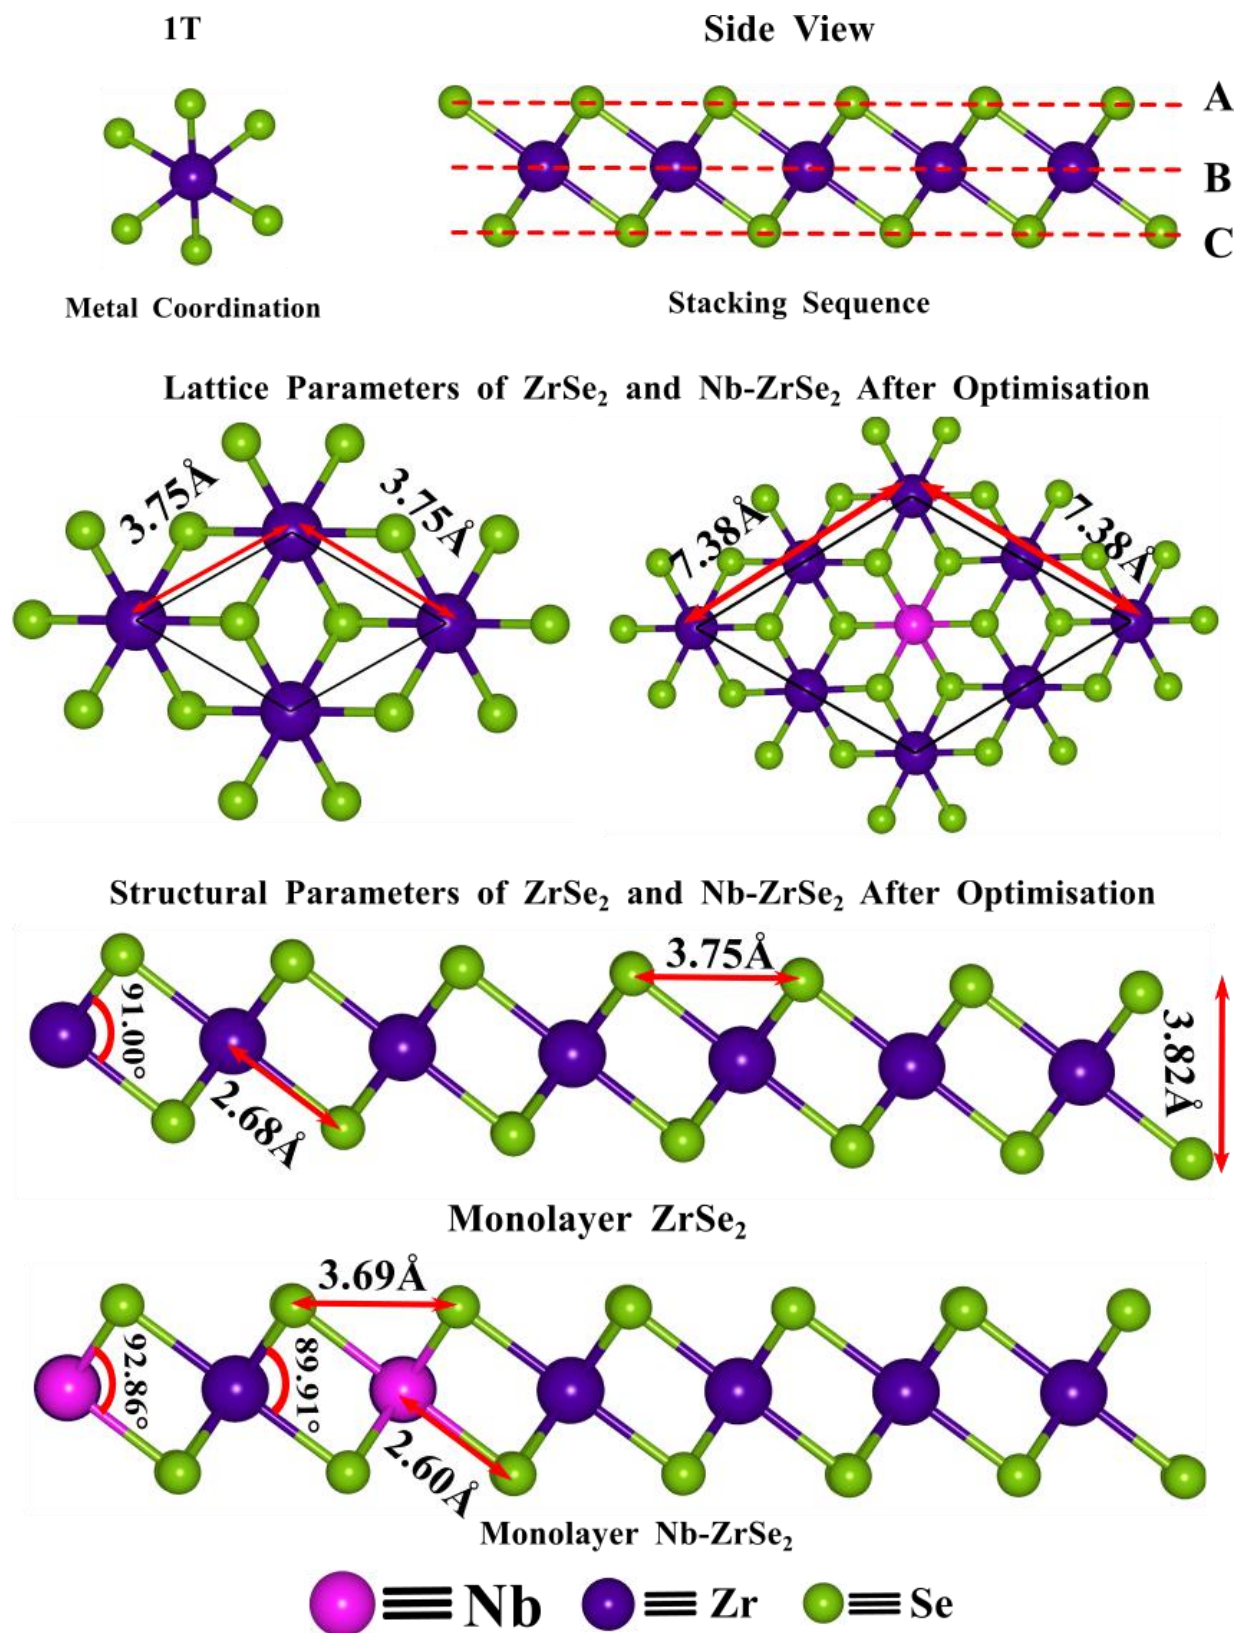 1T
Side View
A
B
C
Metal Coordination
Stacking Sequence
Lattice Parameters of ZrSe₂ and Nb-ZrSe₂ After Optimisation
3.75Å
3.75Å
7.38Å
7.38Å
Structural Parameters of ZrSe₂ and Nb-ZrSe₂ After Optimisation
91.00°
2.68Å
3.75Å
3.82Å
Monolayer ZrSe₂
92.86°
3.69Å
89.91°
2.60Å
Monolayer Nb-ZrSe₂
≡ Nb ≡ Zr ≡ Se